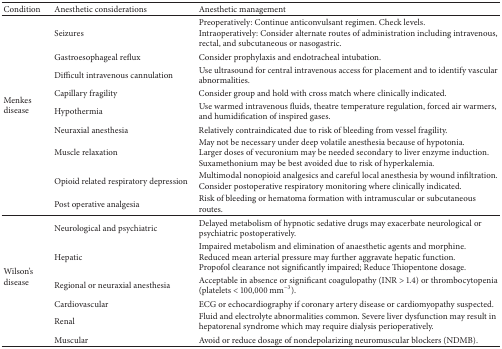 Condition Anesthetic considerations Anesthetic management
Menkes disease
Seizures
Preoperatively: Continue anticonvulsant regimen. Check levels.
Intraoperatively: Consider alternate routes of administration including intravenous,
rectal, and subcutaneous or nasogastric.
Gastroesophageal reflux Consider prophylaxis and endotracheal intubation.
Difficult intravenous cannulation
Use ultrasound for central intravenous access for placement and to identify vascular
abnormalities.
Capillary fragility Consider group and hold with cross match where clinically indicated.
Hypothermia
Use warmed intravenous fluids, theatre temperature regulation, forced air warmers,
and humidification of inspired gases.
Neuraxial anesthesia Relatively contraindicated due to risk of bleeding from vessel fragility.
Muscle relaxation
May not be necessary under deep volatile anesthesia because of hypotonia.
Larger doses of vecuronium may be needed secondary to liver enzyme induction.
Suxamethonium may be best avoided due to risk of hyperkalemia.
Opioid related respiratory depression
Multimodal nonopioid analgesics and careful local anesthesia by wound infiltration.
Consider postoperative respiratory monitoring where clinically indicated.
Post operative analgesia
Risk of bleeding or hematoma formation with intramuscular or subcutaneous
routes.
Wilson's disease
Neurological and psychiatric
Delayed metabolism of hypnotic sedative drugs may exacerbate neurological or
psychiatric postoperatively.
Hepatic
Impaired metabolism and elimination of anaesthetic agents and morphine.
Reduced mean arterial pressure may further aggravate hepatic function.
Propofol clearance not significantly impaired; Reduce Thiopentone dosage.
Regional or neuraxial anesthesia
Acceptable in absence or significant coagulopathy (INR > 1.4) or thrombocytopenia
(platelets < 100,000 mm⁻³).
Cardiovascular ECG or echocardiography if coronary artery disease or cardiomyopathy suspected.
Renal
Fluid and electrolyte abnormalities common. Severe liver dysfunction may result in
hepatorenal syndrome which may require dialysis perioperatively.
Muscular Avoid or reduce dosage of nondepolarizing neuromuscular blockers (NDMB).